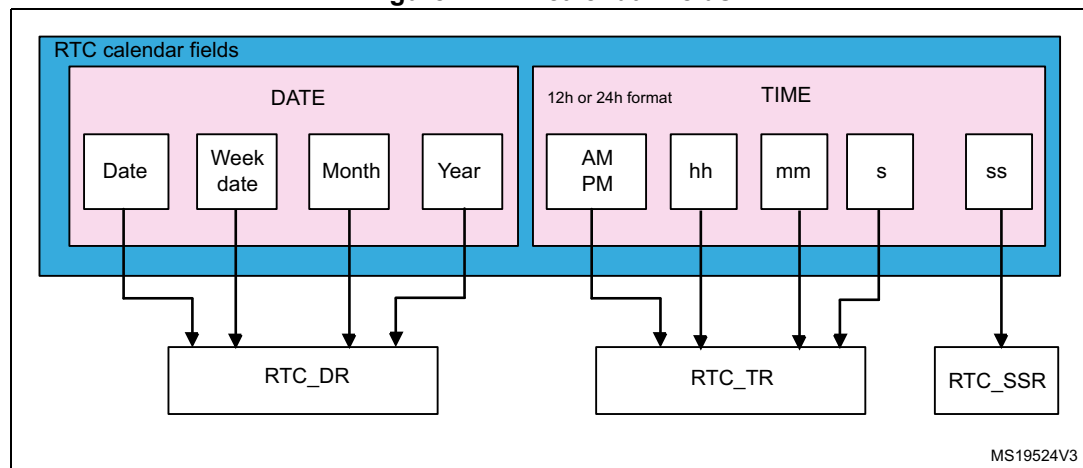 RTC calendar fields
DATE
12h or 24h format
TIME
Date
Week
date
Month
Year
AM
PM
hh
mm
s
ss
RTC_DR
RTC_TR
RTC_SSR
MS19524V3